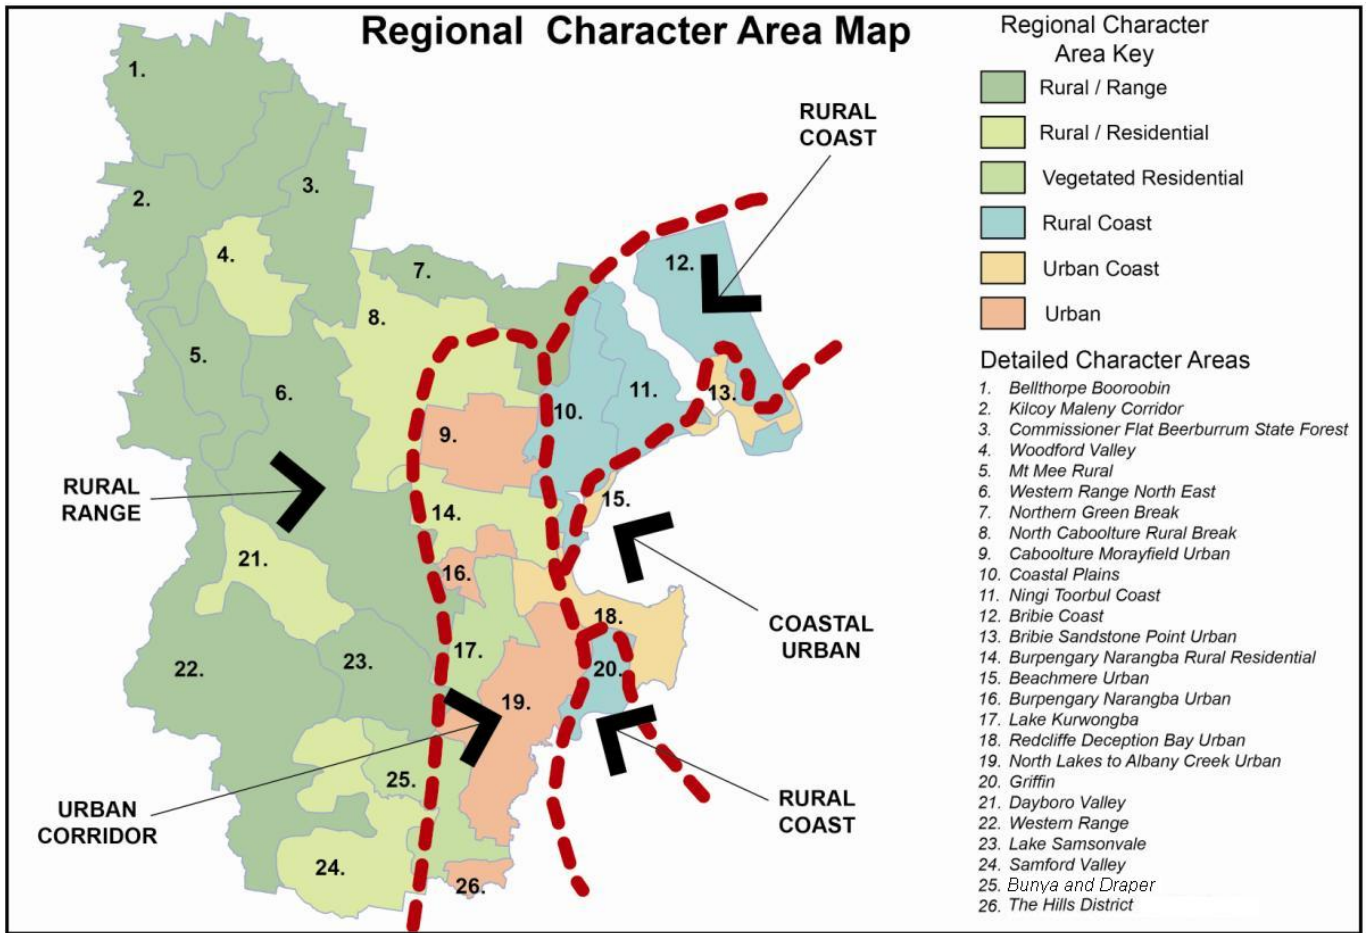 Regional Character Area Map
Regional Character
Area Key
Rural / Range
Rural / Residential
Vegetated Residential
Rural Coast
Urban Coast
Urban
Detailed Character Areas
1. Bellthorpe Booroobin
2. Kilcoy Maleny Corridor
3. Commissioner Flat Beerburrum State Forest
4. Woodford Valley
5. Mt Mee Rural
6. Western Range North East
7. Northern Green Break
8. North Caboolture Rural Break
9. Caboolture Morayfield Urban
10. Coastal Plains
11. Ningi Toorbul Coast
12. Bribie Coast
13. Bribie Sandstone Point Urban
14. Burpengary Narangba Rural Residential
15. Beachmere Urban
16. Burpengary Narangba Urban
17. Lake Kurwongba
18. Redcliffe Deception Bay Urban
19. North Lakes to Albany Creek Urban
20. Griffin
21. Dayboro Valley
22. Western Range
23. Lake Samsonvale
24. Samford Valley
25. Bunya and Draper
26. The Hills District
RURAL
COAST
RURAL
RANGE
COASTAL
URBAN
URBAN
CORRIDOR
RURAL
COAST
1.
2.
3.
4.
5.
6.
7.
8.
9.
10.
11.
12.
13.
14.
15.
16.
17.
18.
19.
20.
21.
22.
23.
24.
25.
26.